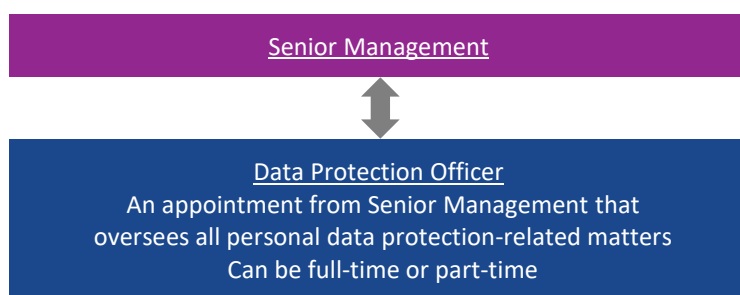 Senior Management
Data Protection Officer
An appointment from Senior Management that
oversees all personal data protection-related matters
Can be full-time or part-time